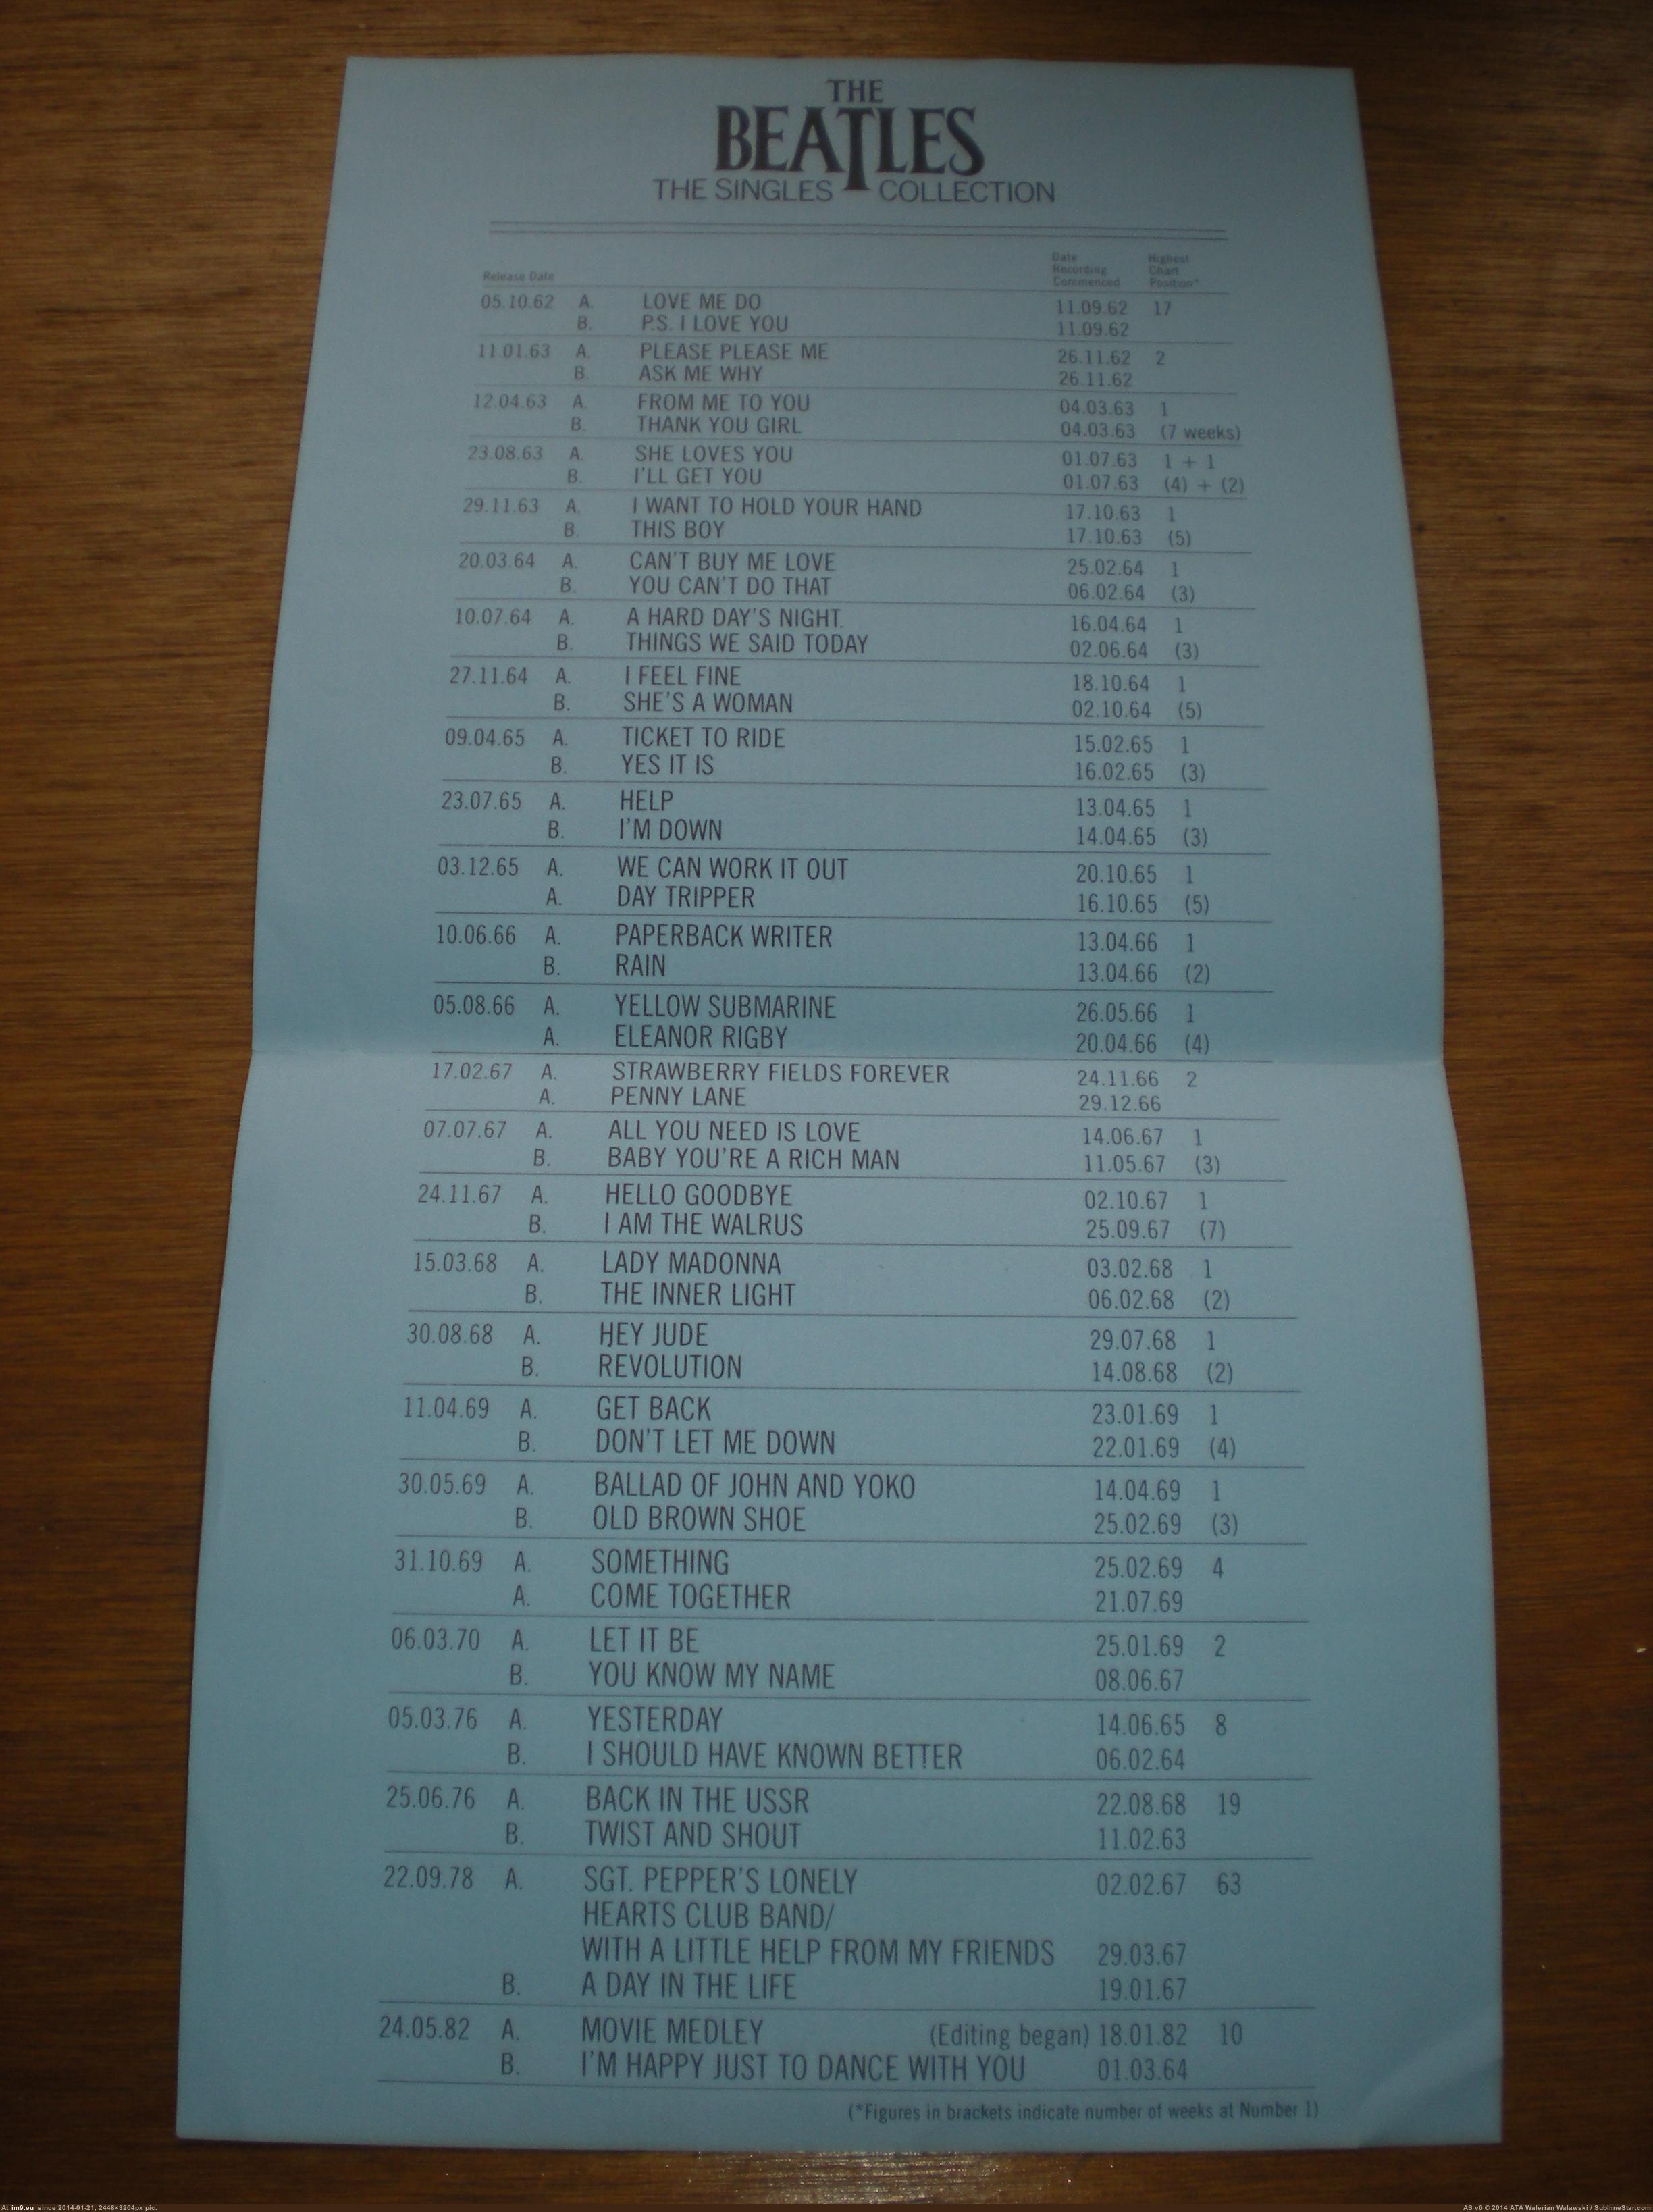 THE
BEATLES
THE SINGLES COLLECTION
Release Date Date Recording Commenced Highest Chart Position*
05.10.62 A. LOVE ME DO 11.09.62 17
B. P.S. I LOVE YOU 11.09.62
11.01.63 A. PLEASE PLEASE ME 26.11.62 2
B. ASK ME WHY 26.11.62
12.04.63 A. FROM ME TO YOU 04.03.63 1
B. THANK YOU GIRL 04.03.63 (7 weeks)
23.08.63 A. SHE LOVES YOU 01.07.63 1 + 1
B. I'LL GET YOU 01.07.63 (4) + (2)
29.11.63 A. I WANT TO HOLD YOUR HAND 17.10.63 1
B. THIS BOY 17.10.63 (5)
20.03.64 A. CAN'T BUY ME LOVE 25.02.64 1
B. YOU CAN'T DO THAT 06.02.64 (3)
10.07.64 A. A HARD DAY'S NIGHT. 16.04.64 1
B. THINGS WE SAID TODAY 02.06.64 (3)
27.11.64 A. I FEEL FINE 18.10.64 1
B. SHE'S A WOMAN 02.10.64 (5)
09.04.65 A. TICKET TO RIDE 15.02.65 1
B. YES IT IS 16.02.65 (3)
23.07.65 A. HELP 13.04.65 1
B. I'M DOWN 14.04.65 (3)
03.12.65 A. WE CAN WORK IT OUT 20.10.65 1
A. DAY TRIPPER 16.10.65 (5)
10.06.66 A. PAPERBACK WRITER 13.04.66 1
B. RAIN 13.04.66 (2)
05.08.66 A. YELLOW SUBMARINE 26.05.66 1
A. ELEANOR RIGBY 20.04.66 (4)
17.02.67 A. STRAWBERRY FIELDS FOREVER 24.11.66 2
A. PENNY LANE 29.12.66
07.07.67 A. ALL YOU NEED IS LOVE 14.06.67 1
B. BABY YOU'RE A RICH MAN 11.05.67 (3)
24.11.67 A. HELLO GOODBYE 02.10.67 1
B. I AM THE WALRUS 25.09.67 (7)
15.03.68 A. LADY MADONNA 03.02.68 1
B. THE INNER LIGHT 06.02.68 (2)
30.08.68 A. HEY JUDE 29.07.68 1
B. REVOLUTION 14.08.68 (2)
11.04.69 A. GET BACK 23.01.69 1
B. DON'T LET ME DOWN 22.01.69 (4)
30.05.69 A. BALLAD OF JOHN AND YOKO 14.04.69 1
B. OLD BROWN SHOE 25.02.69 (3)
31.10.69 A. SOMETHING 25.02.69 4
A. COME TOGETHER 21.07.69
06.03.70 A. LET IT BE 25.01.69 2
B. YOU KNOW MY NAME 08.06.67
05.03.76 A. YESTERDAY 14.06.65 8
B. I SHOULD HAVE KNOWN BETTER 06.02.64
25.06.76 A. BACK IN THE USSR 22.08.68 19
B. TWIST AND SHOUT 11.02.63
22.09.78 A. SGT. PEPPER'S LONELY 02.02.67 63
HEARTS CLUB BAND/
WITH A LITTLE HELP FROM MY FRIENDS 29.03.67
B. A DAY IN THE LIFE 19.01.67
24.05.82 A. MOVIE MEDLEY (Editing began) 18.01.82 10
B. I'M HAPPY JUST TO DANCE WITH YOU 01.03.64
(*Figures in brackets indicate number of weeks at Number 1)
At im9.eu since 2014-01-21, 2448×3264px pic. AS v6 © 2014 ATA Walerian Walawski / SublimeStar.com